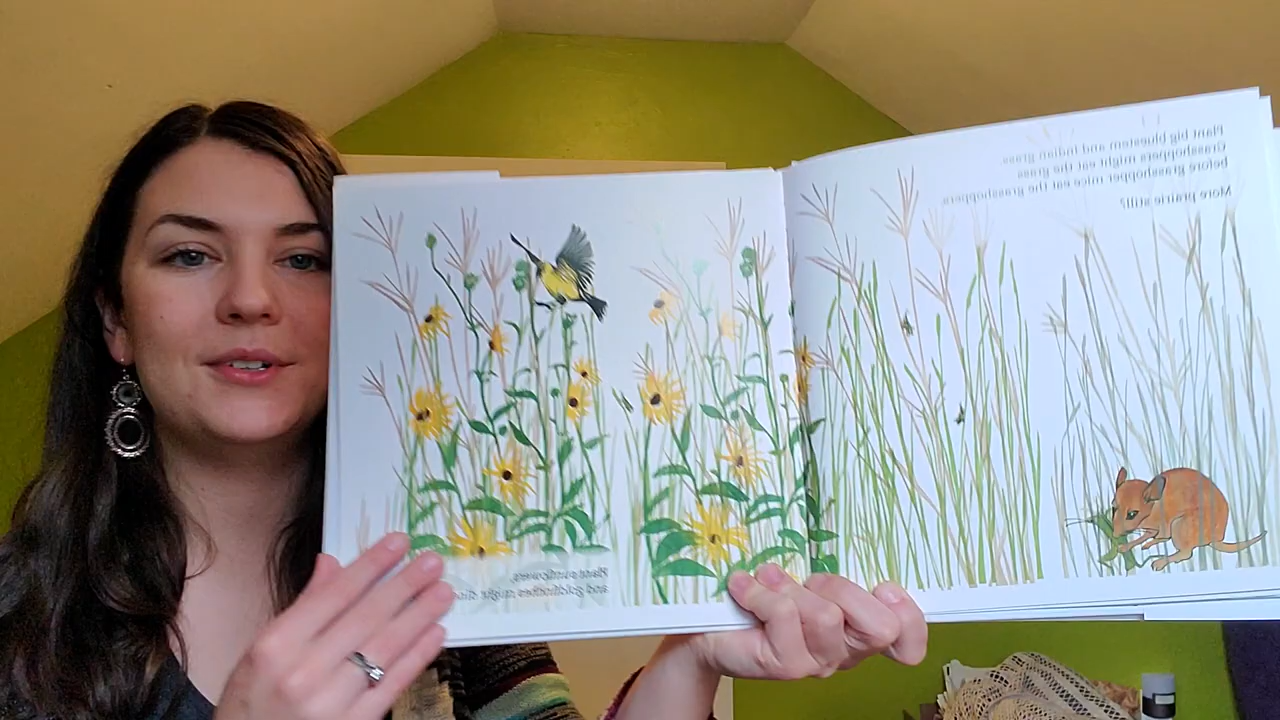 Plant big bluestem and Indian grass.
Grasshoppers might eat the grass
before grasshopper mice eat the grasshoppers.
More prairie still?
Plant sunflowers,
and goldfinches might